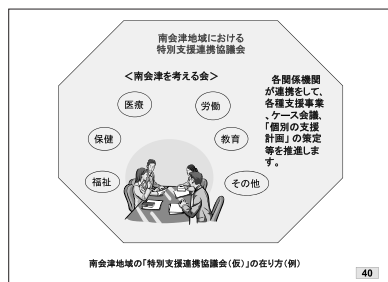 南会津地域における
特別支援連携協議会
＜南会津を考える会＞
医療
労働
保健
教育
福祉
その他
各関係機関
が連携をして、
各種支援事業
、ケース会議、
「個別の支援
計画」の策定
等を推進しま
す。
南会津地域の「特別支援連携協議会（仮）」の在り方（例）
40